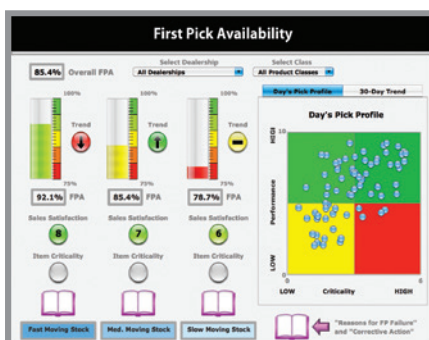 First Pick Availability
Select Dealership
Select Class
85.4% Overall FPA
All Dealerships
All Product Classes
Day's Pick Profile
30-Day Trend
100%
100%
100%
Trend
Trend
Trend
75%
75%
75%
92.1% FPA
85.4% FPA
78.7% FPA
Sales Satisfaction
Sales Satisfaction
Sales Satisfaction
8
7
6
Item Criticality
Item Criticality
Item Criticality
Fast Moving Stock
Med. Moving Stock
Slow Moving Stock
Day's Pick Profile
HIGH
10
Performance
LOW
0
6
LOW
Criticality
HIGH
"Reasons for FP Failure"
and "Corrective Action"